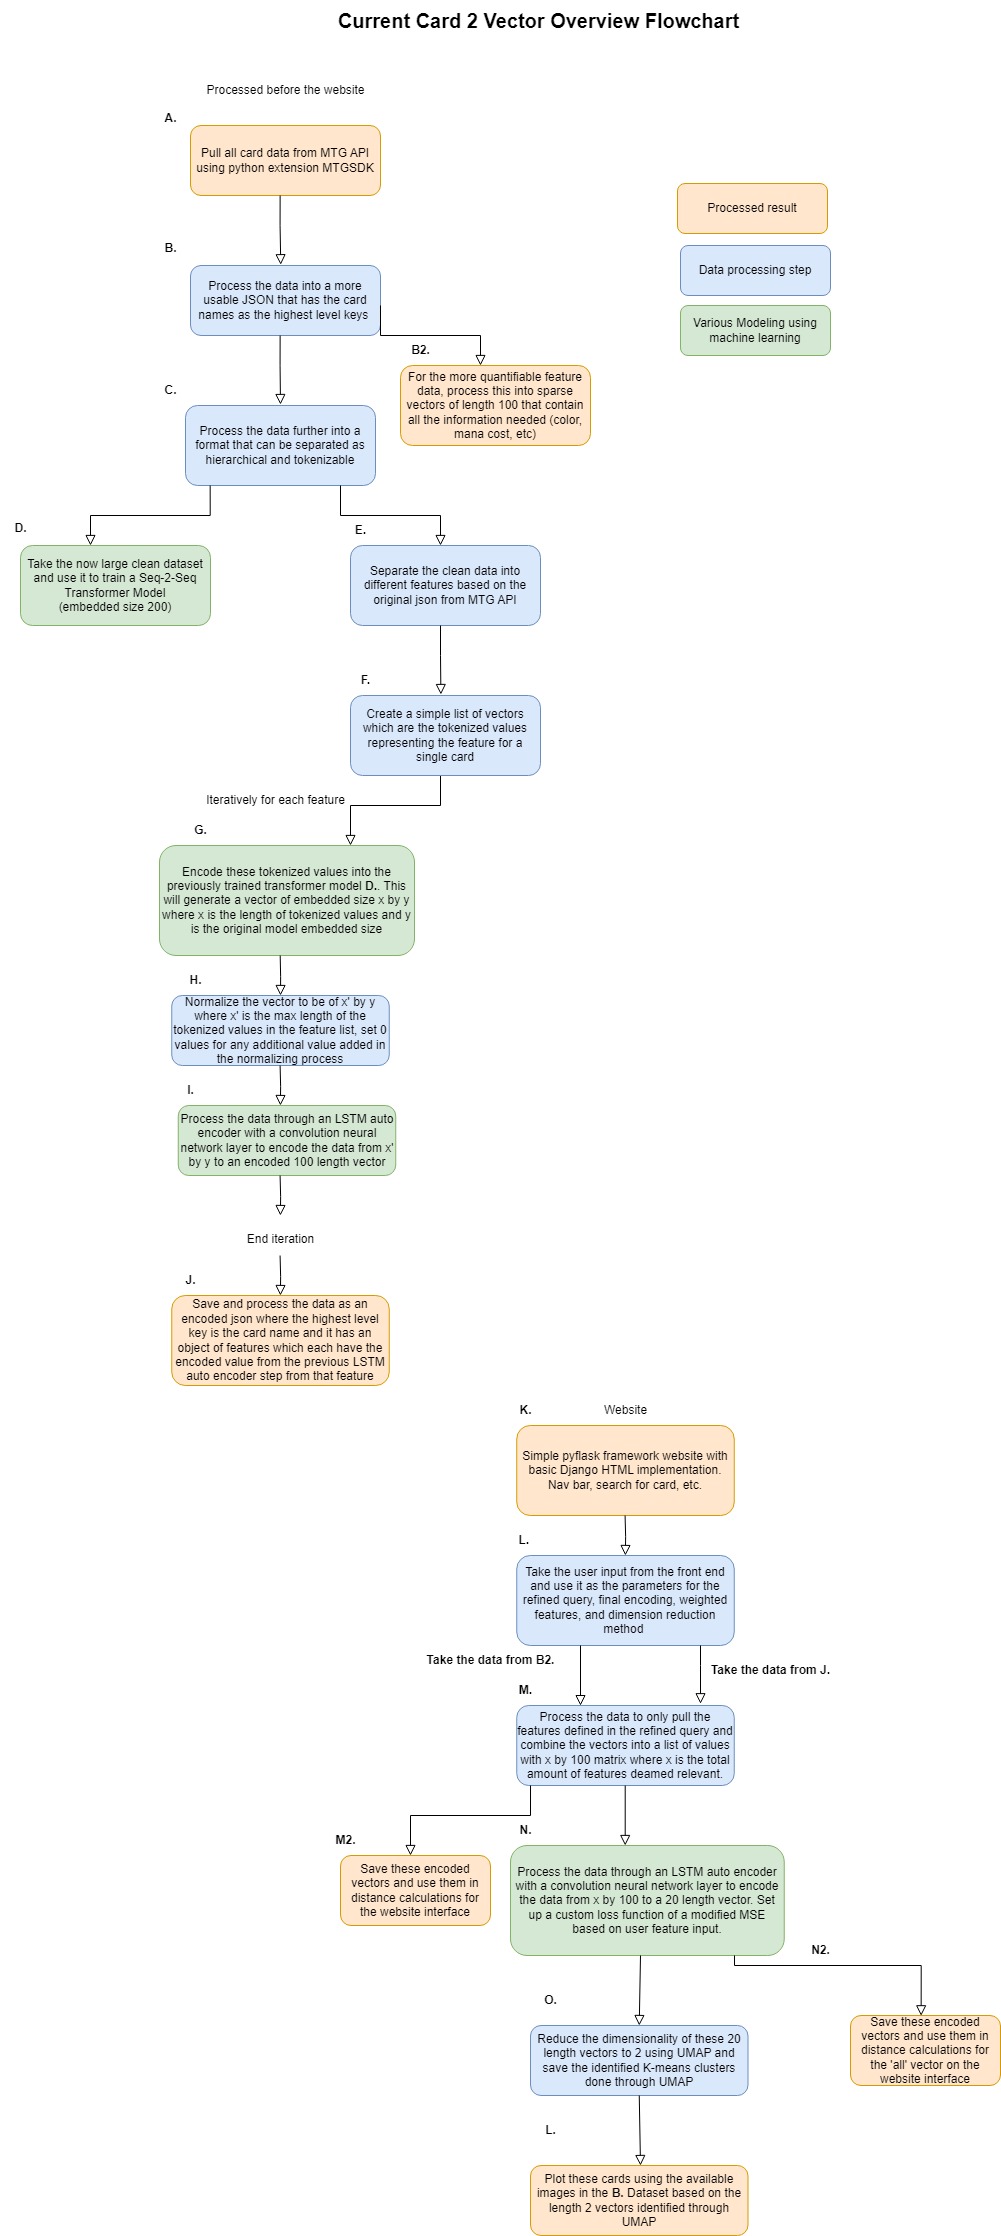 Current Card 2 Vector Overview Flowchart
Processed before the website
A.
Pull all card data from MTG API
using python extension MTGSDK
Processed result
Data processing step
Various Modeling using
machine learning
B.
Process the data into a more
usable JSON that has the card
names as the highest level keys
B2.
For the more quantifiable feature
data, process this into sparse
vectors of length 100 that contain
all the information needed (color,
mana cost, etc)
C.
Process the data further into a
format that can be separated as
hierarchical and tokenizable
D.
Take the now large clean dataset
and use it to train a Seq-2-Seq
Transformer Model
(embedded size 200)
E.
Separate the clean data into
different features based on the
original json from MTG API
F.
Create a simple list of vectors
which are the tokenized values
representing the feature for a
single card
Iteratively for each feature
G.
Encode these tokenized values into the
previously trained transformer model D.. This
will generate a vector of embedded size x by y
where x is the length of tokenized values and y
is the original model embedded size
H.
Normalize the vector to be of x' by y
where x' is the max length of the
tokenized values in the feature list, set 0
values for any additional value added in
the normalizing process
I.
Process the data through an LSTM auto
encoder with a convolution neural
network layer to encode the data from x'
by y to an encoded 100 length vector
End iteration
J.
Save and process the data as an
encoded json where the highest level
key is the card name and it has an
object of features which each have the
encoded value from the previous LSTM
auto encoder step from that feature
K.
Website
Simple pyflask framework website with
basic Django HTML implementation.
Nav bar, search for card, etc.
L.
Take the user input from the front end
and use it as the parameters for the
refined query, final encoding, weighted
features, and dimension reduction
method
Take the data from B2.
Take the data from J.
M.
Process the data to only pull the
features defined in the refined query and
combine the vectors into a list of values
with x by 100 matrix where x is the total
amount of features deamed relevant.
M2.
Save these encoded
vectors and use them in
distance calculations for
the website interface
N.
Process the data through an LSTM auto encoder
with a convolution neural network layer to encode
the data from x by 100 to a 20 length vector. Set
up a custom loss function of a modified MSE
based on user feature input.
N2.
Save these encoded
vectors and use them in
distance calculations for
the 'all' vector on the
website interface
O.
Reduce the dimensionality of these 20
length vectors to 2 using UMAP and
save the identified K-means clusters
done through UMAP
L.
Plot these cards using the available
images in the B. Dataset based on the
length 2 vectors identified through
UMAP